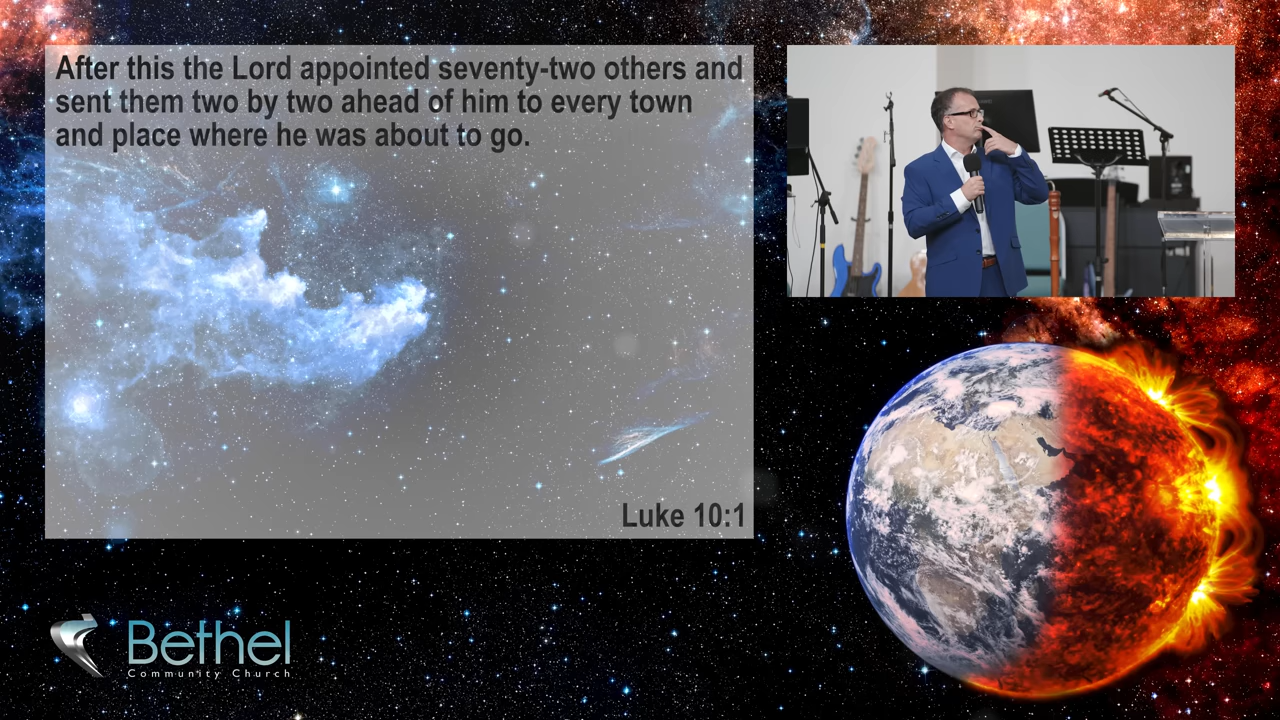 After this the Lord appointed seventy-two others and
sent them two by two ahead of him to every town
and place where he was about to go.
Luke 10:1
Bethel
Community Church